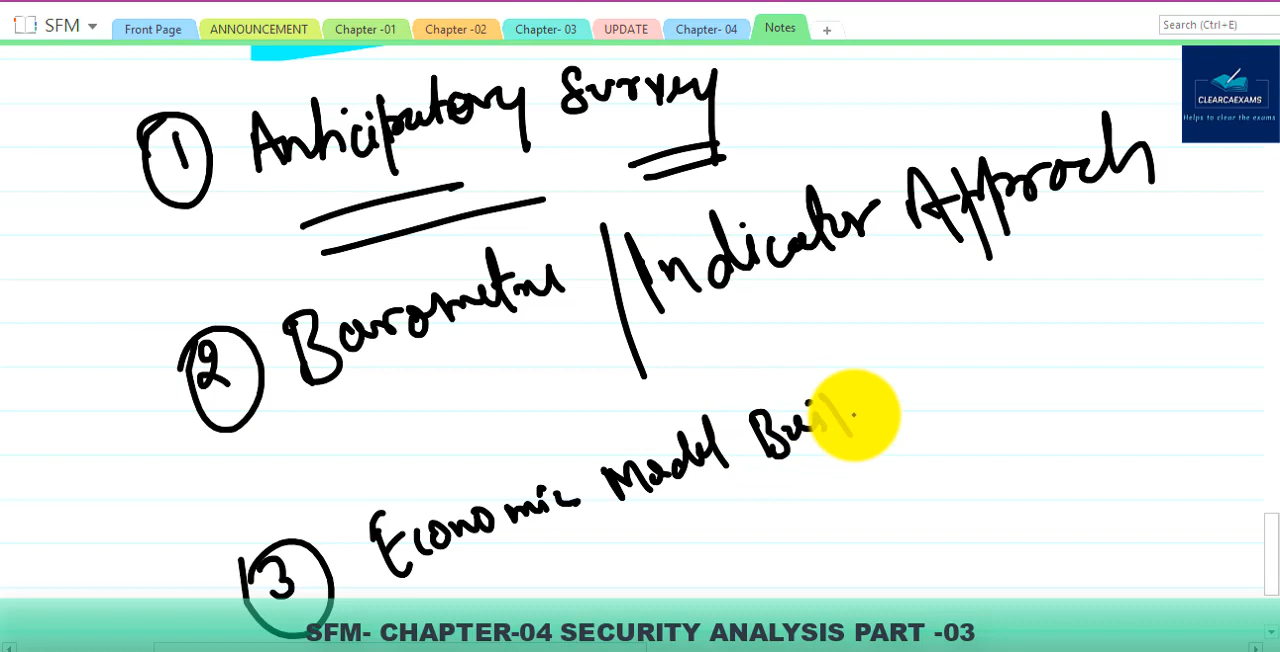 SFM
Front Page
ANNOUNCEMENT
Chapter -01
Chapter -02
Chapter- 03
UPDATE
Chapter- 04
Notes
+
Search (Ctrl+E)
CLEARCAEXAMS
Helps to clear the exams
1 Anticipatory Survey
2 Barometric / Indicator Approch
3 Economic Model Buil
SFM- CHAPTER-04 SECURITY ANALYSIS PART -03